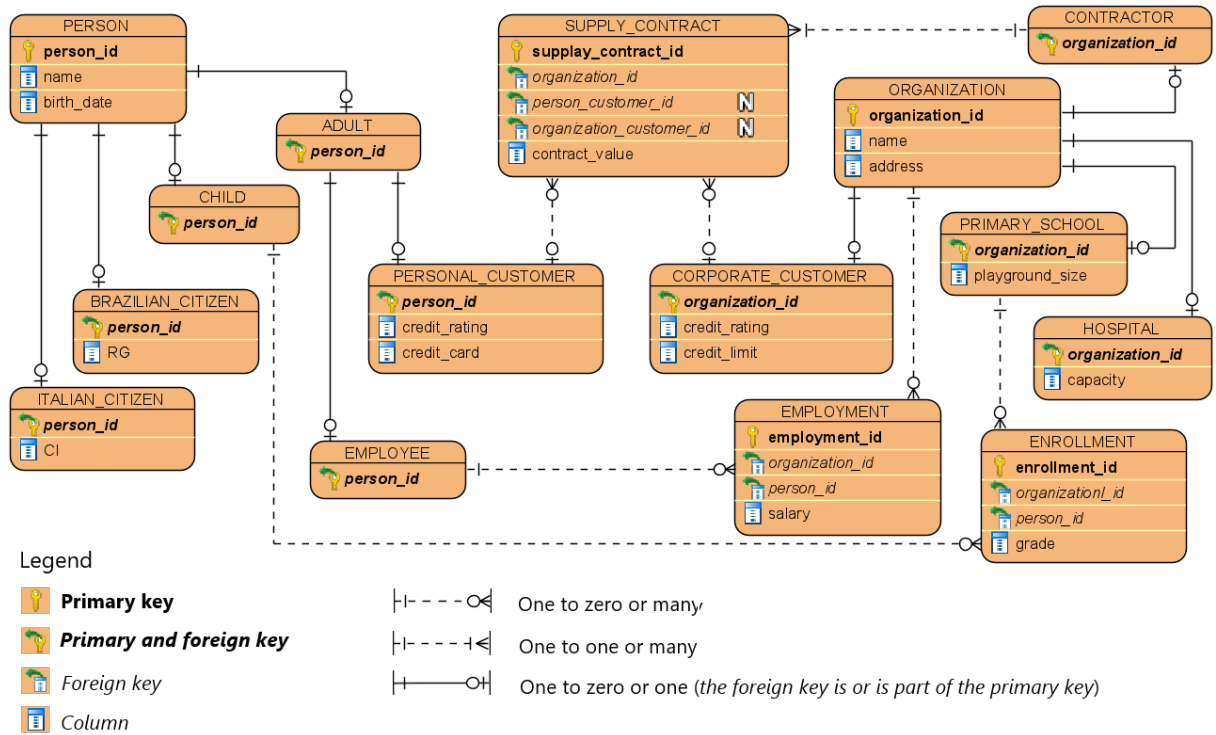 PERSON
person_id
name
birth_date
SUPPLY_CONTRACT
supplay_contract_id
organization_id
person_customer_id N
organization_customer_id N
contract_value
CONTRACTOR
organization_id
ORGANIZATION
organization_id
name
address
ADULT
person_id
CHILD
person_id
PRIMARY_SCHOOL
organization_id
playground_size
BRAZILIAN_CITIZEN
person_id
RG
PERSONAL_CUSTOMER
person_id
credit_rating
credit_card
CORPORATE_CUSTOMER
organization_id
credit_rating
credit_limit
HOSPITAL
organization_id
capacity
ITALIAN_CITIZEN
person_id
CI
EMPLOYEE
person_id
EMPLOYMENT
employment_id
organization_id
person_id
salary
ENROLLMENT
enrollment_id
organizationl_id
person_id
grade
Legend
Primary key
Primary and foreign key
Foreign key
Column
One to zero or many,
One to one or many
One to zero or one (the foreign key is or is part of the primary key)